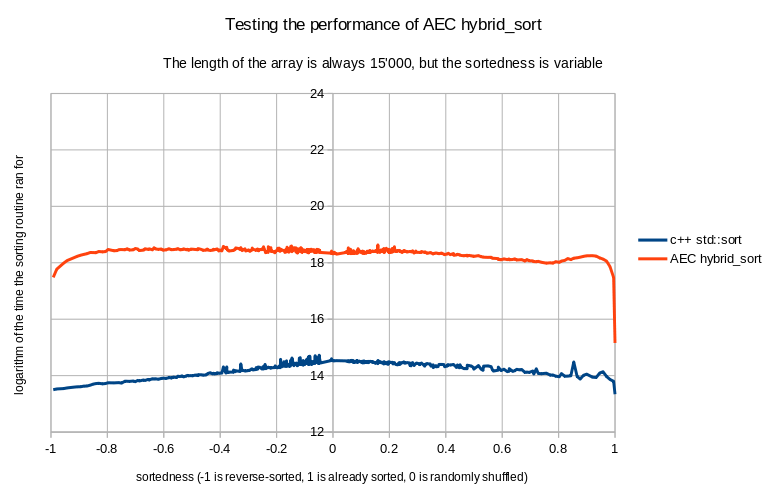 Testing the performance of AEC hybrid_sort
The length of the array is always 15'000, but the sortedness is variable
logarithm of the time the sorting routine ran for
24
22
20
18
16
14
12
-1 -0.8 -0.6 -0.4 -0.2 0 0.2 0.4 0.6 0.8 1
sortedness (-1 is reverse-sorted, 1 is already sorted, 0 is randomly shuffled)
c++ std::sort
AEC hybrid_sort